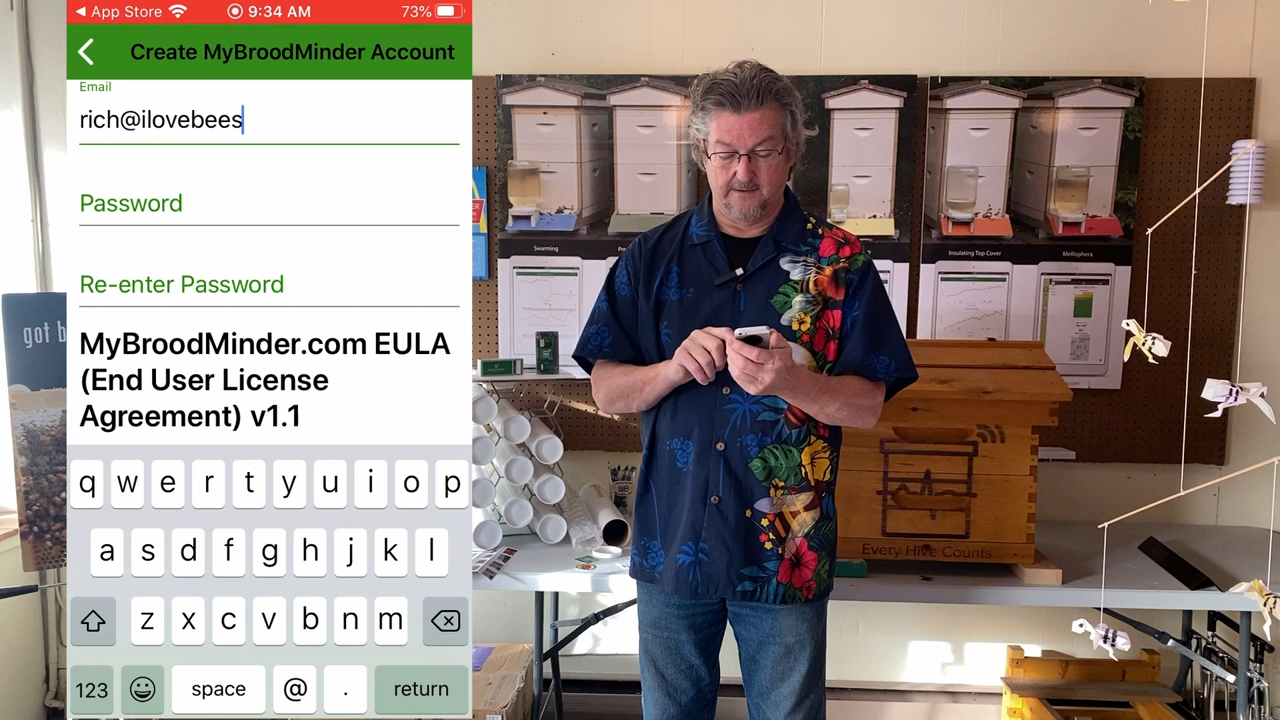 App Store
9:34 AM
73%
Create MyBroodMinder Account
Email
rich@ilovebees
Password
Re-enter Password
MyBroodMinder.com EULA
(End User License
Agreement) v1.1
q w e r t y u i o p
a s d f g h j k l
z x c v b n m
123
space
@
.
return
got b
Swarming
Insulating Top Cover
Mellisphera
Every Hive Counts